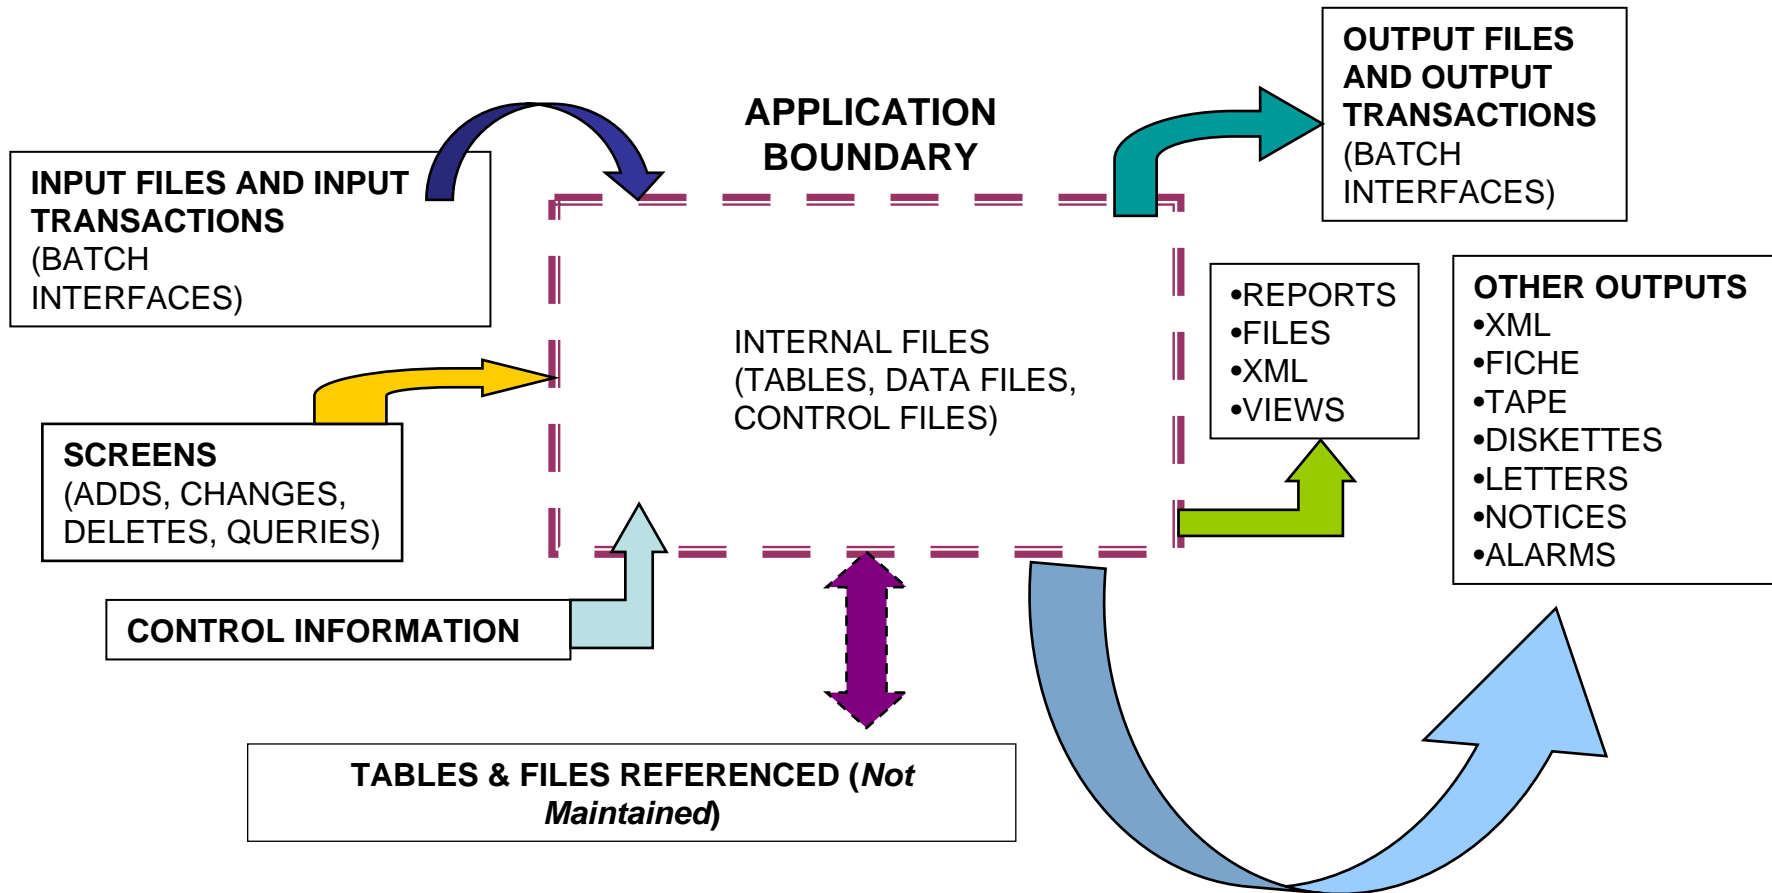 APPLICATION
BOUNDARY
INPUT FILES AND INPUT
TRANSACTIONS
(BATCH
INTERFACES)
SCREENS
(ADDS, CHANGES,
DELETES, QUERIES)
CONTROL INFORMATION
INTERNAL FILES
(TABLES, DATA FILES,
CONTROL FILES)
TABLES & FILES REFERENCED (Not
Maintained)
OUTPUT FILES
AND OUTPUT
TRANSACTIONS
(BATCH
INTERFACES)
•REPORTS
•FILES
•XML
•VIEWS
OTHER OUTPUTS
•XML
•FICHE
•TAPE
•DISKETTES
•LETTERS
•NOTICES
•ALARMS